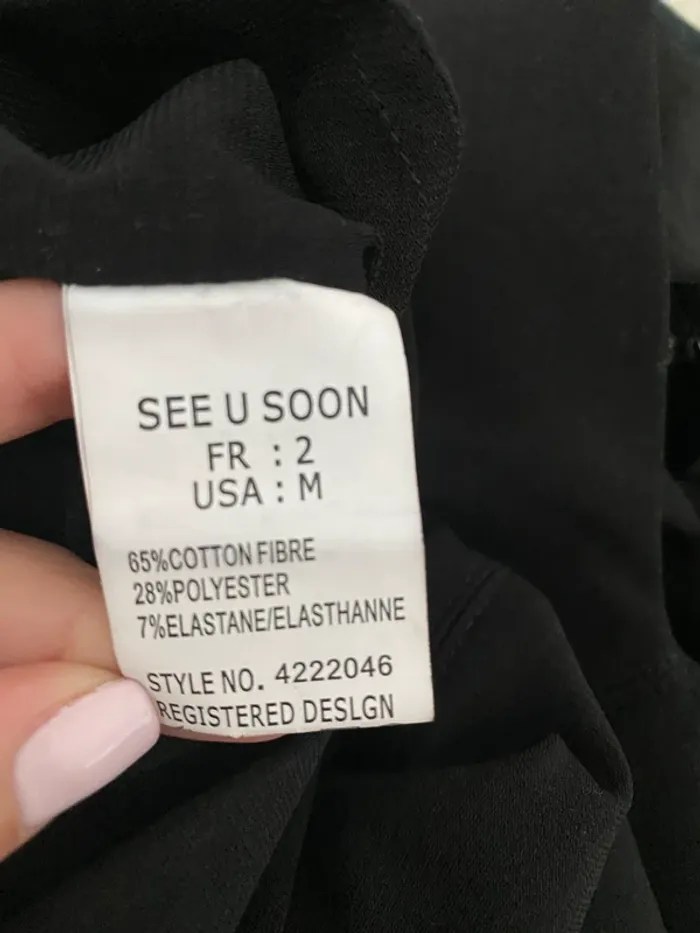 SEE U SOON
FR : 2
USA : M
65%COTTON FIBRE
28%POLYESTER
7%ELASTANE/ELASTHANNE
STYLE NO. 4222046
REGISTERED DESLGN